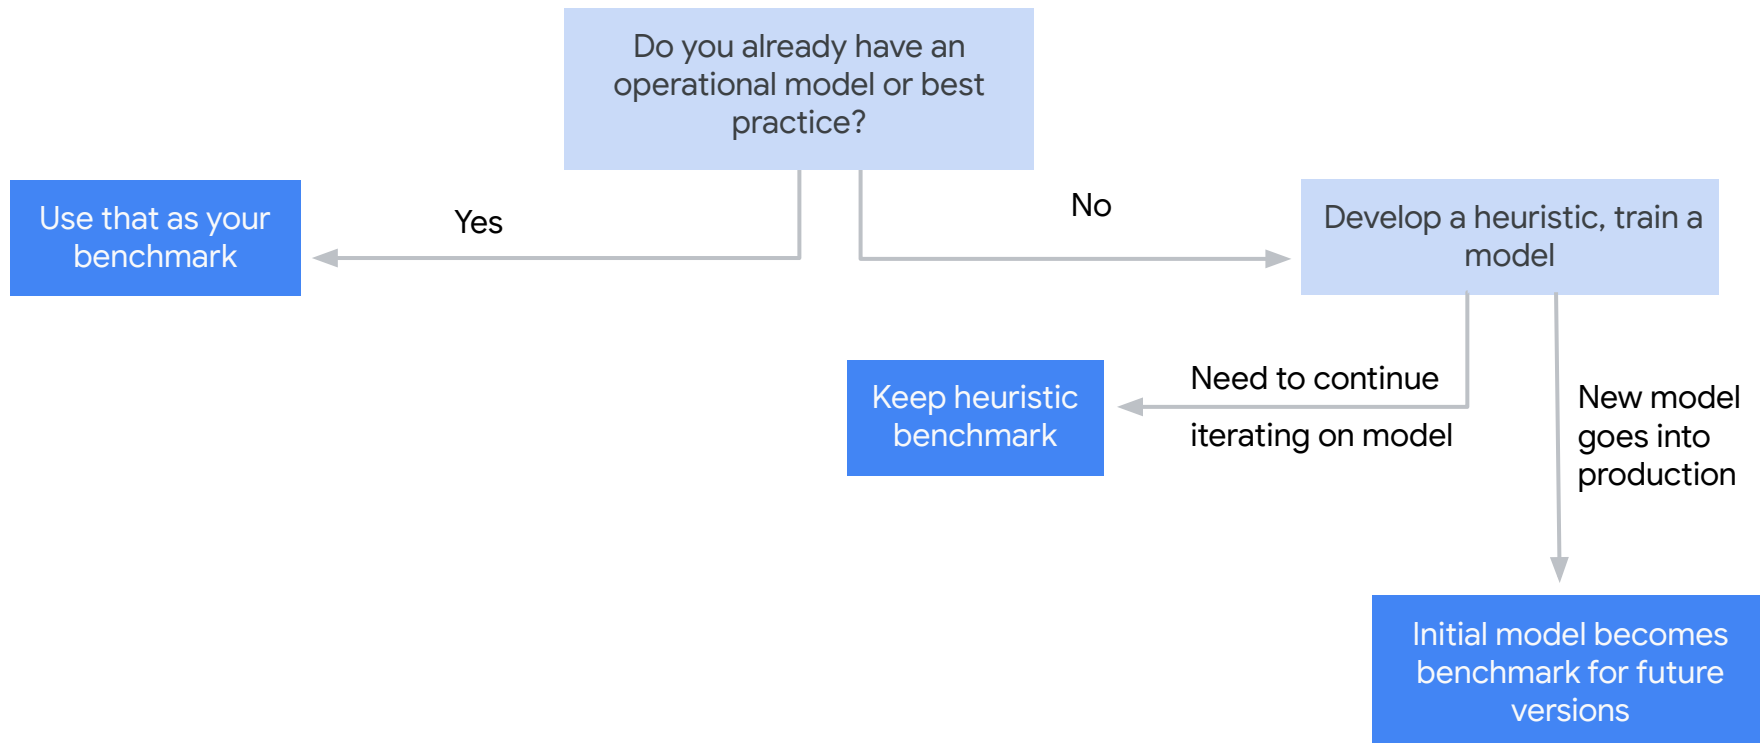 Do you already have an
operational model or best
practice?
Use that as your
benchmark
Yes
No
Develop a heuristic, train a
model
Keep heuristic
benchmark
Need to continue
iterating on model
New model
goes into
production
Initial model becomes
benchmark for future
versions